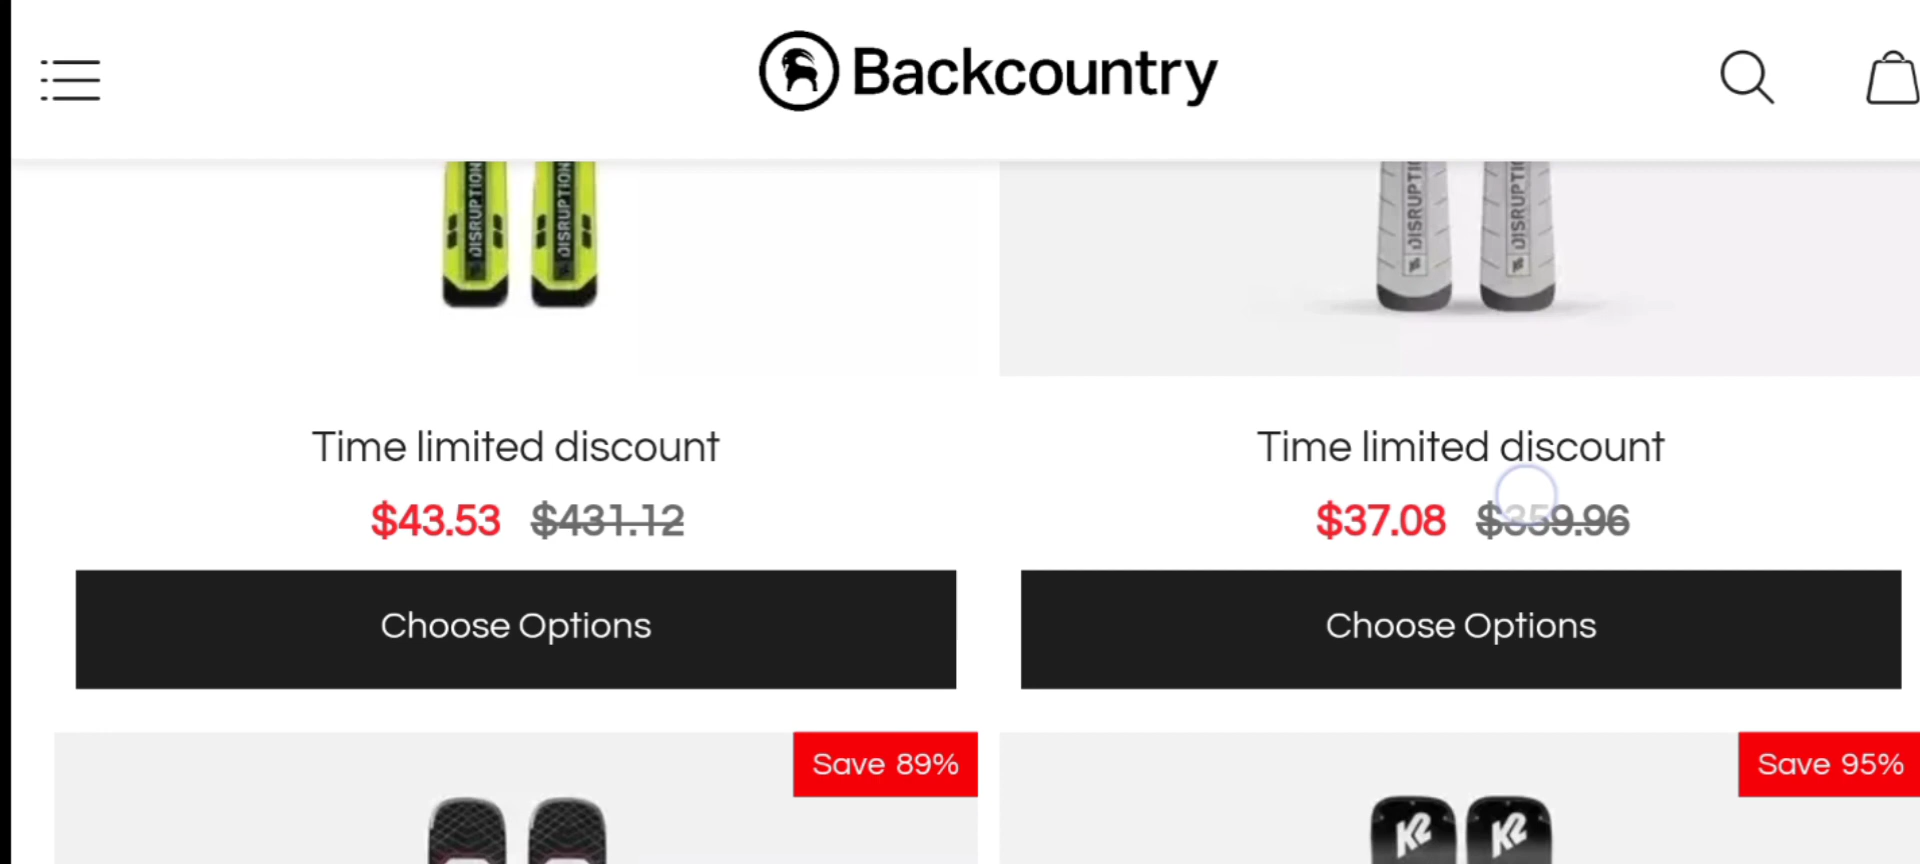 Backcountry
DISRUPTION DISRUPTION
DISRUPTION DISRUPTION
Time limited discount
$43.53 $431.12
Choose Options
Time limited discount
$37.08 $359.96
Choose Options
Save 89%
Save 95%
K2 K2